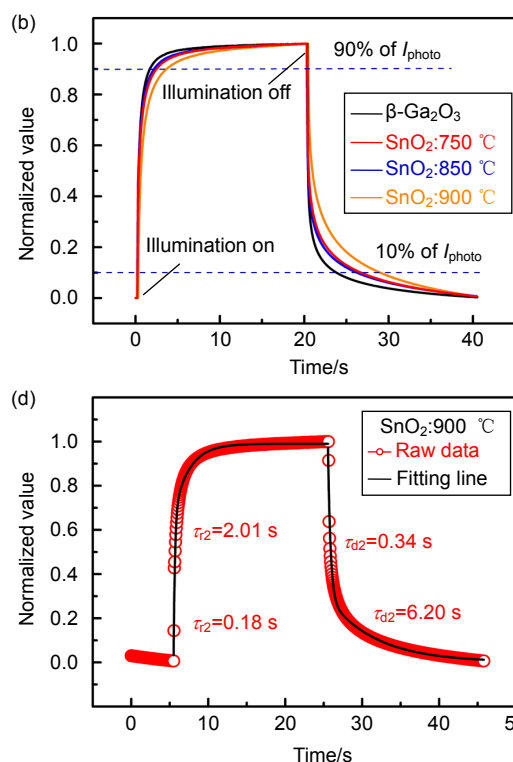 (b)
1.0
0.8
0.6
0.4
0.2
0.0
Normalized value
90% of Iphoto
Illumination off
β-Ga2O3
SnO2:750 ℃
SnO2:850 ℃
SnO2:900 ℃
Illumination on
10% of Iphoto
0 10 20 30 40
Time/s
(d)
1.0
0.8
0.6
0.4
0.2
0.0
Normalized value
SnO2:900 ℃
Raw data
Fitting line
τr2=2.01 s
τd2=0.34 s
τr2=0.18 s
τd2=6.20 s
0 10 20 30 40 5
Time/s